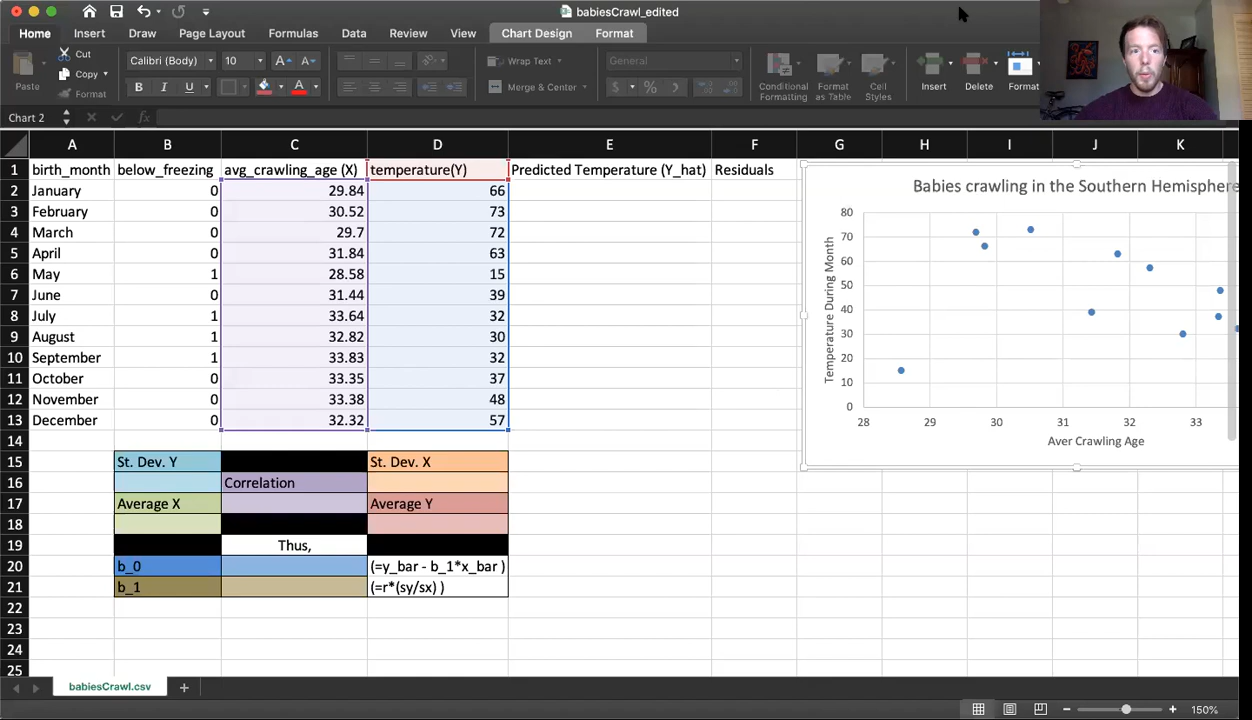 babiesCrawl_edited
Home Insert Draw Page Layout Formulas Data Review View Chart Design Format
Cut Calibri (Body) 10 A A Wrap Text General
Copy
Paste Format B I U A Merge & Center $ % Conditional Formatting Format as Table Cell Styles Insert Delete Format
Chart 2 fx
A B C D E F G H I J K
1 birth_month below_freezing avg_crawling_age (X) temperature(Y) Predicted Temperature (Y_hat) Residuals
2 January 0 29.84 66
3 February 0 30.52 73
4 March 0 29.7 72
5 April 0 31.84 63
6 May 1 28.58 15
7 June 0 31.44 39
8 July 1 33.64 32
9 August 1 32.82 30
10 September 1 33.83 32
11 October 0 33.35 37
12 November 0 33.38 48
13 December 0 32.32 57
14
15 St. Dev. Y St. Dev. X
16 Correlation
17 Average X Average Y
18
19 Thus,
20 b_0 (=y_bar - b_1*x_bar )
21 b_1 (=r*(sy/sx) )
22
23
24
25
Babies crawling in the Southern Hemisphere
Temperature During Month
80
70
60
50
40
30
20
10
0
28 29 30 31 32 33
Aver Crawling Age
babiesCrawl.csv
150%